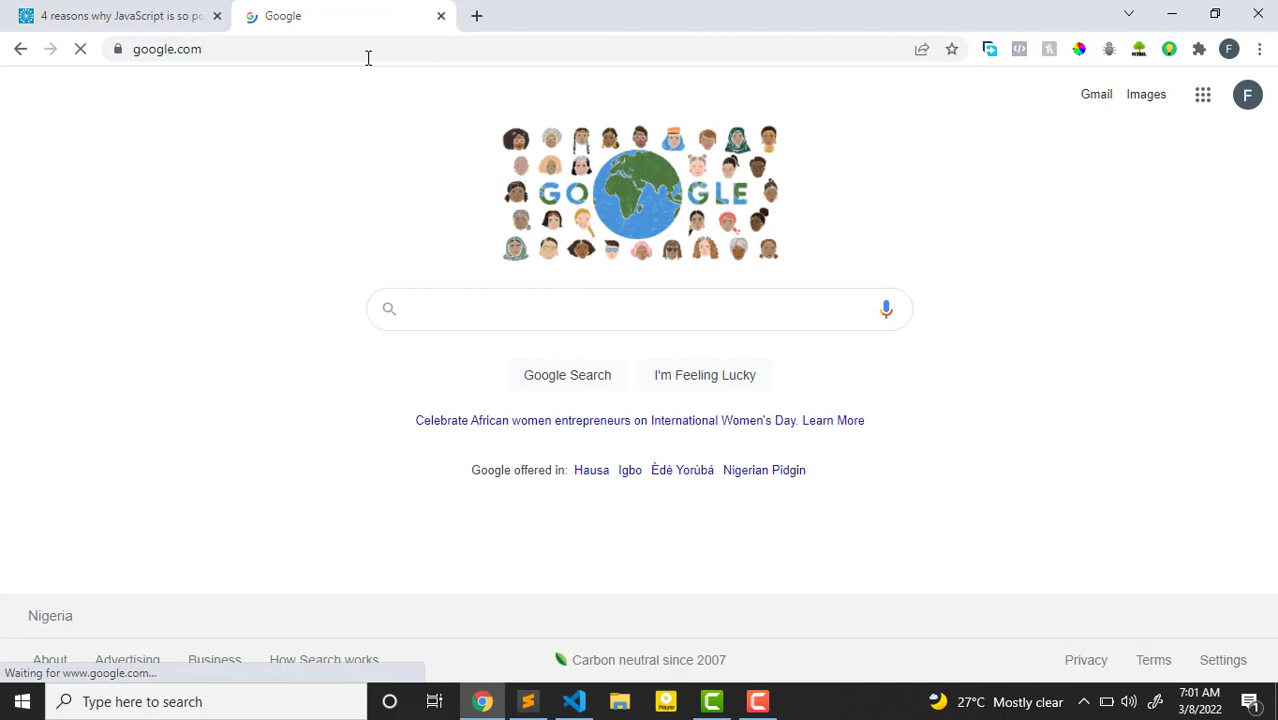 4 reasons why JavaScript is so po
Google
google.com
F
Gmail Images F
GOOGLE
Google Search I'm Feeling Lucky
Celebrate African women entrepreneurs on International Women's Day. Learn More
Google offered in: Hausa Igbo Èdè Yorùbá Nigerian Pidgin
Nigeria
About Advertising Business How Search works Carbon neutral since 2007 Privacy Terms Settings
Waiting for www.google.com...
Type here to search
Player
27°C Mostly clear
7:01 AM
3/8/2022
1